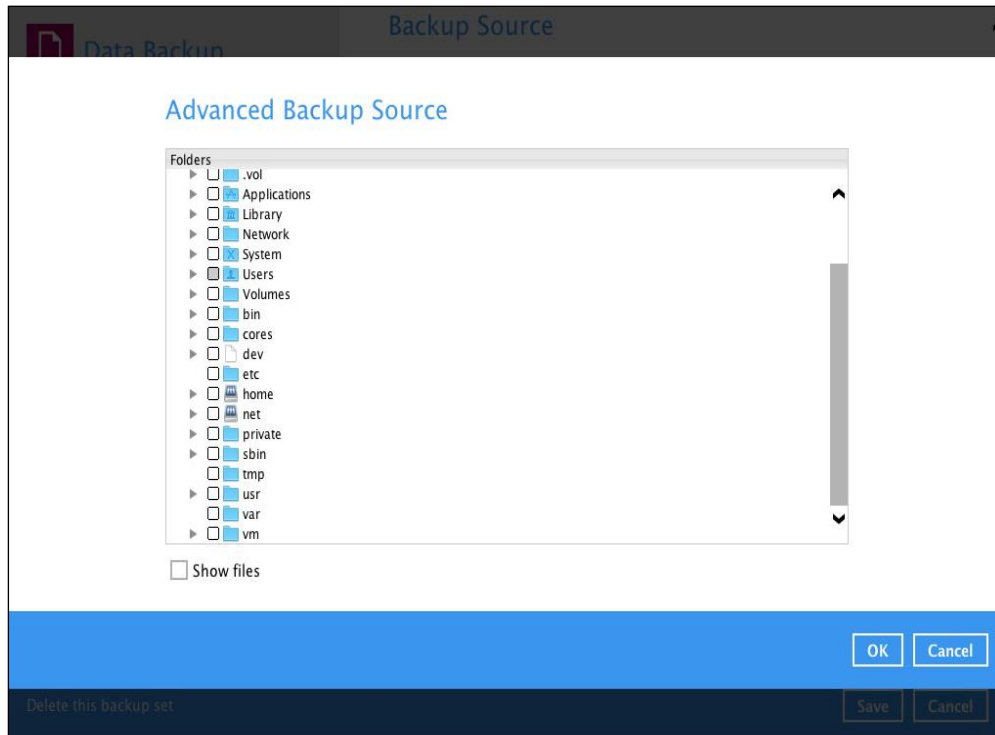 Data Backup
Backup Source
Advanced Backup Source
Folders
.vol
Applications
Library
Network
System
Users
Volumes
bin
cores
dev
etc
home
net
private
sbin
tmp
usr
var
vm
Show files
OK
Cancel
Delete this backup set
Save
Cancel